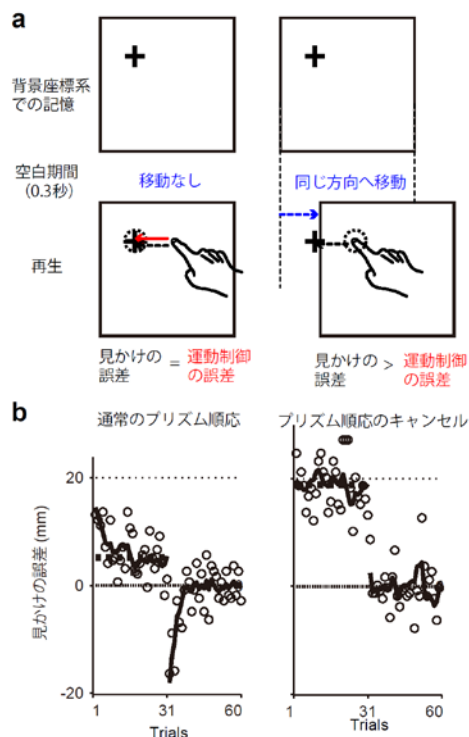 a
背景座標系
での記憶
空白期間
(0.3秒)
移動なし
同じ方向へ移動
再生
見かけの
誤差
=
運動制御
の誤差
見かけの
誤差
>
運動制御
の誤差
b
通常のプリズム順応
プリズム順応のキャンセル
見かけの誤差 (mm)
20
0
-20
1
31
60
Trials
20
0
1
31
60
Trials